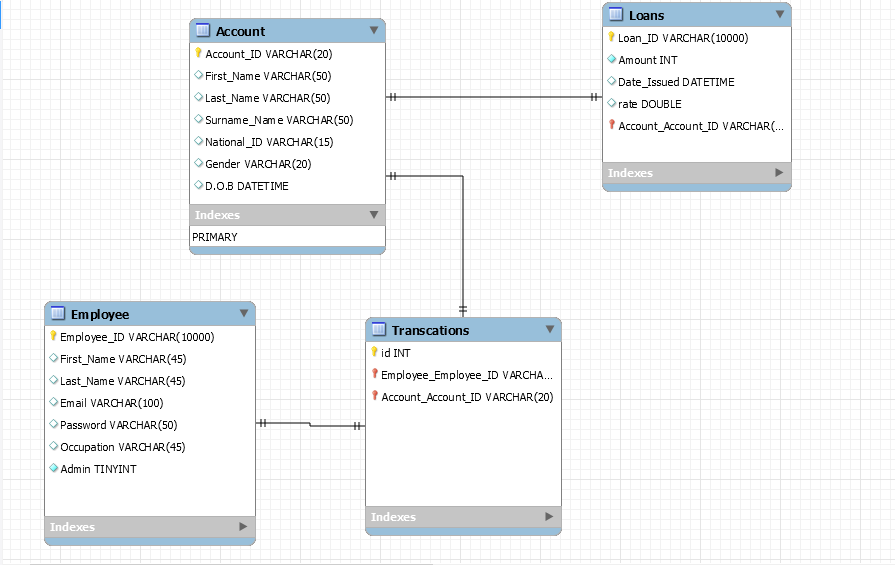 Account
Account_ID VARCHAR(20)
First_Name VARCHAR(50)
Last_Name VARCHAR(50)
Surname_Name VARCHAR(50)
National_ID VARCHAR(15)
Gender VARCHAR(20)
D.O.B DATETIME
Indexes
PRIMARY
Loans
Loan_ID VARCHAR(10000)
Amount INT
Date_Issued DATETIME
rate DOUBLE
Account_Account_ID VARCHAR(...
Indexes
Employee
Employee_ID VARCHAR(10000)
First_Name VARCHAR(45)
Last_Name VARCHAR(45)
Email VARCHAR(100)
Password VARCHAR(50)
Occupation VARCHAR(45)
Admin TINYINT
Indexes
Transcations
id INT
Employee_Employee_ID VARCHA...
Account_Account_ID VARCHAR(20)
Indexes